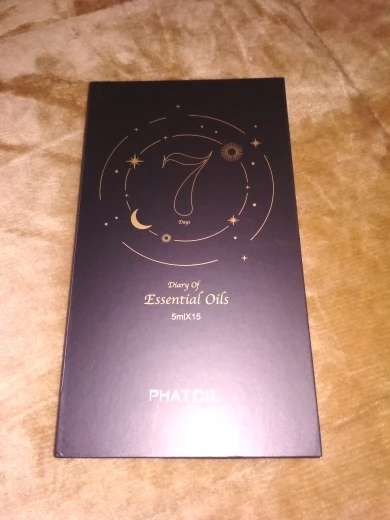 7
Days
Diary Of
Essential Oils
5mlX15
PHATOIL